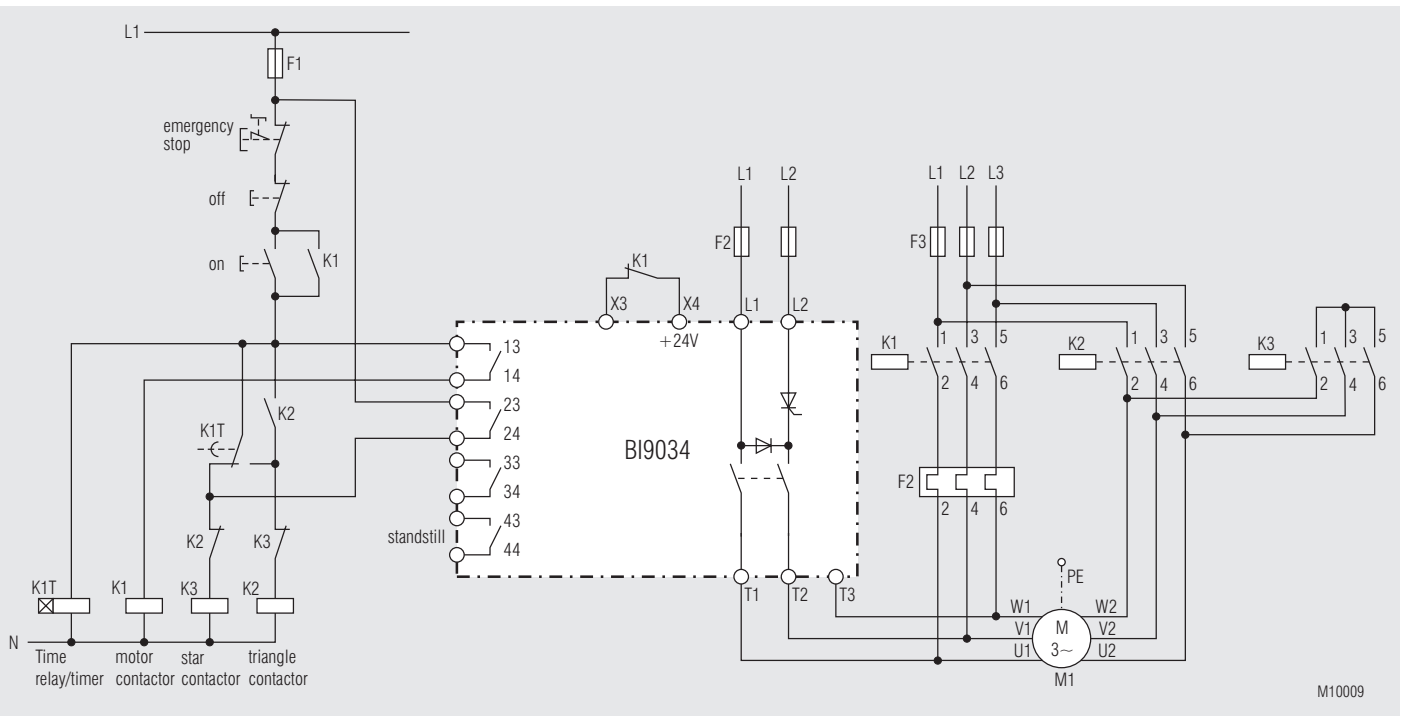 L1
F1
emergency
stop
off
on
K1
K1
X3
X4
+24V
L1
L2
F2
L1
L2
L1
L2
L3
F3
13
14
23
24
33
34
43
44
standstill
BI9034
T1
T2
T3
K1T
K2
K2
K3
K1T
K1
K3
K2
N
Time
relay/timer
motor
contactor
star
contactor
triangle
contactor
K1
1
3
5
2
4
6
K2
1
3
5
2
4
6
K3
1
3
5
2
4
6
F2
2
4
6
PE
W1
V1
U1
M
3~
W2
V2
U2
M1
M10009